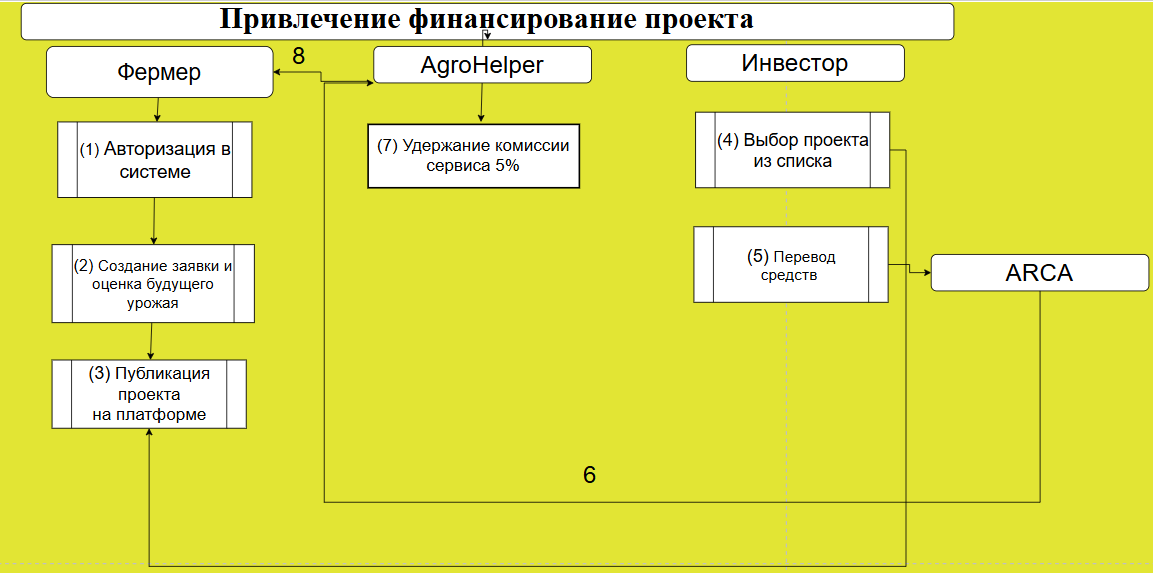 Привлечение финансирование проекта
8
Фермер
AgroHelper
Инвестор
(1) Авторизация в
системе
(7) Удержание комиссии
сервиса 5%
(4) Выбор проекта
из списка
(2) Создание заявки и
оценка будущего
урожая
(5) Перевод
средств
ARCA
(3) Публикация
проекта
на платформе
6